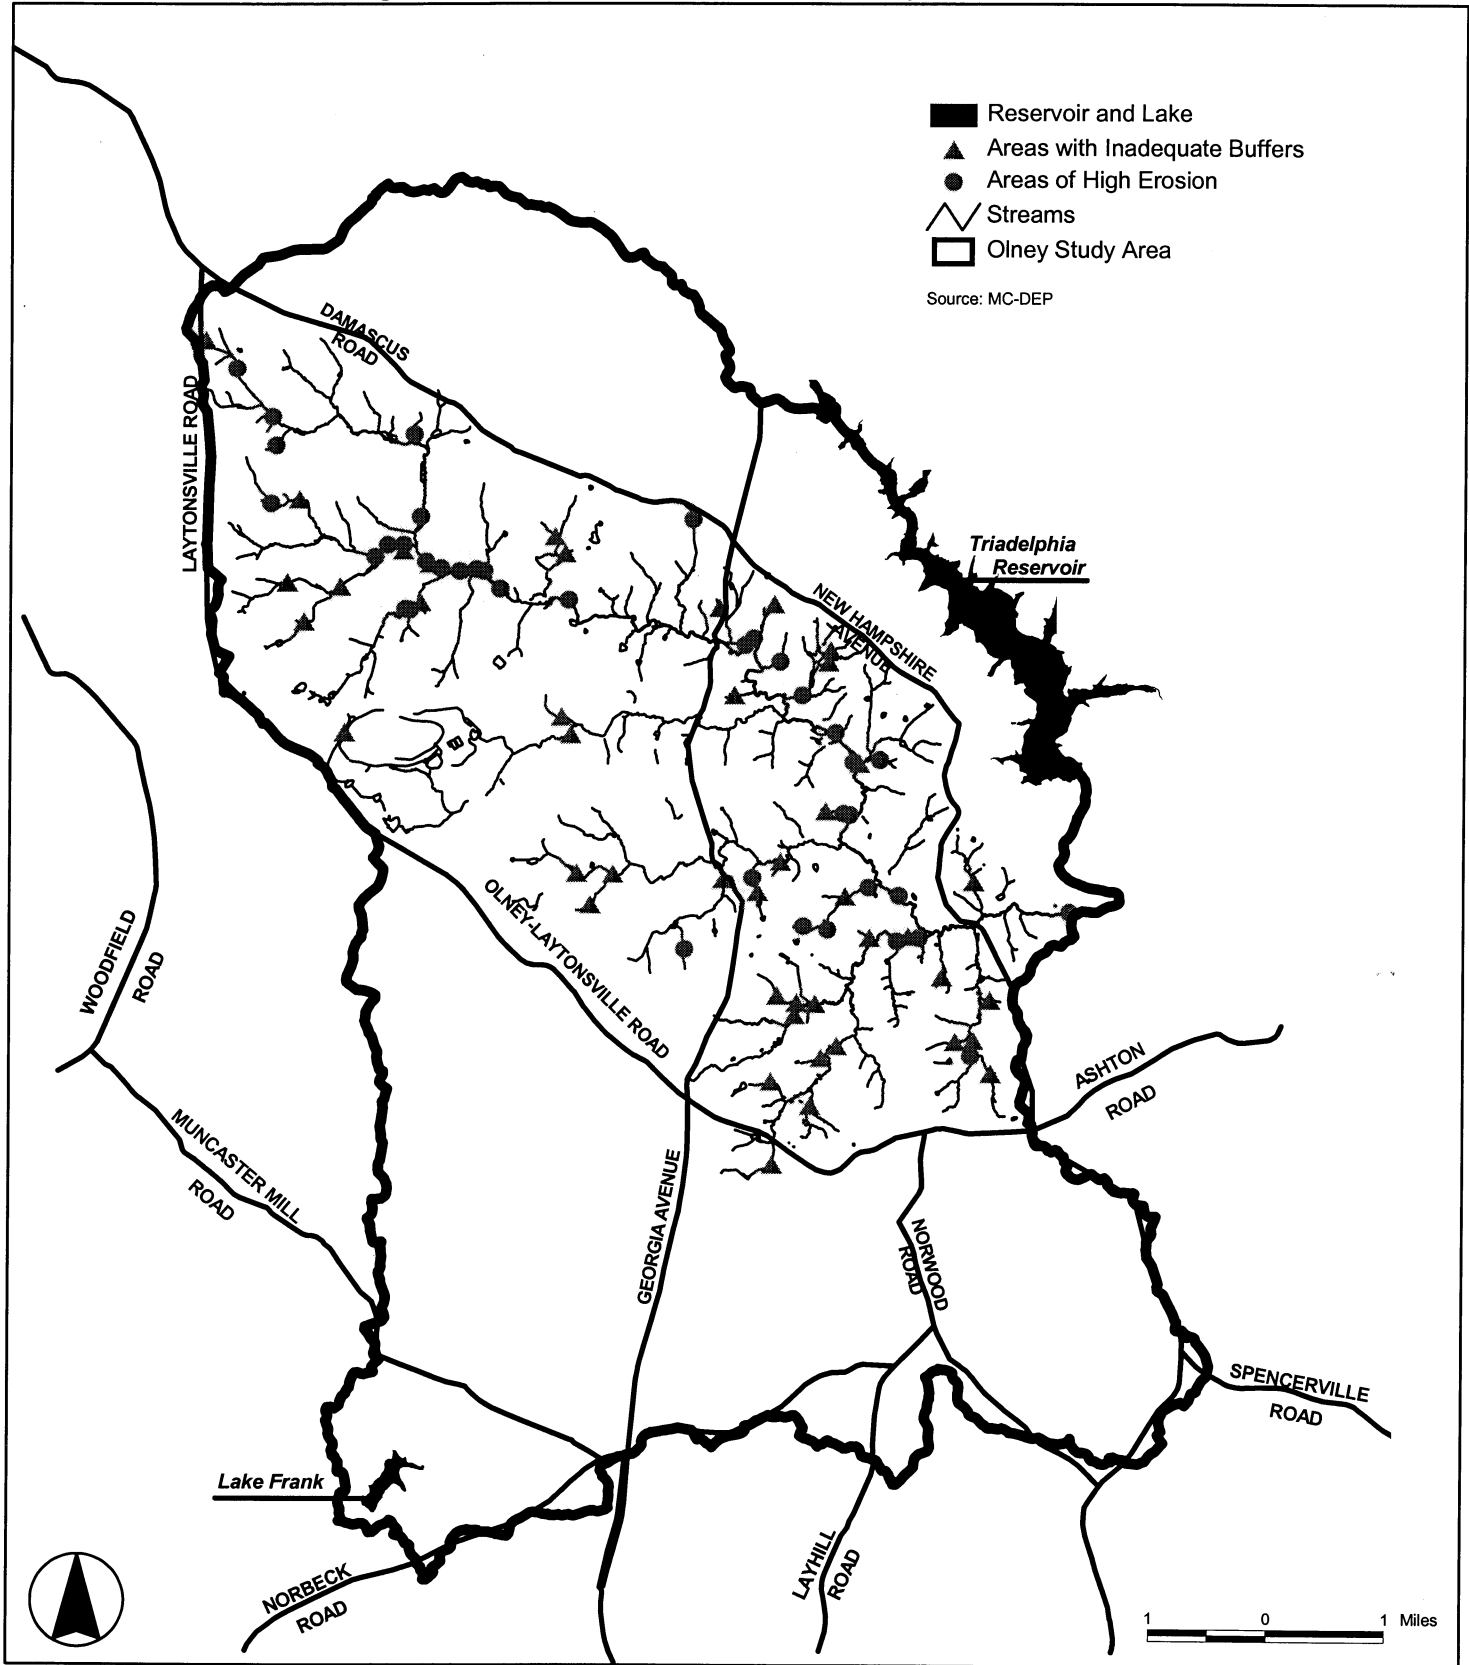 Reservoir and Lake
Areas with Inadequate Buffers
Areas of High Erosion
Streams
Olney Study Area
Source: MC-DEP
DAMASCUS
ROAD
LAYTONSVILLE ROAD
Triadelphia
Reservoir
NEW HAMPSHIRE
AVENUE
OLNEY-LAYTONSVILLE ROAD
WOODFIELD
ROAD
ASHTON
ROAD
MUNCASTER MILL
ROAD
GEORGIA AVENUE
NORWOOD
ROAD
SPENCERVILLE
ROAD
Lake Frank
LAYHILL
ROAD
NORBECK
ROAD
1 0 1 Miles